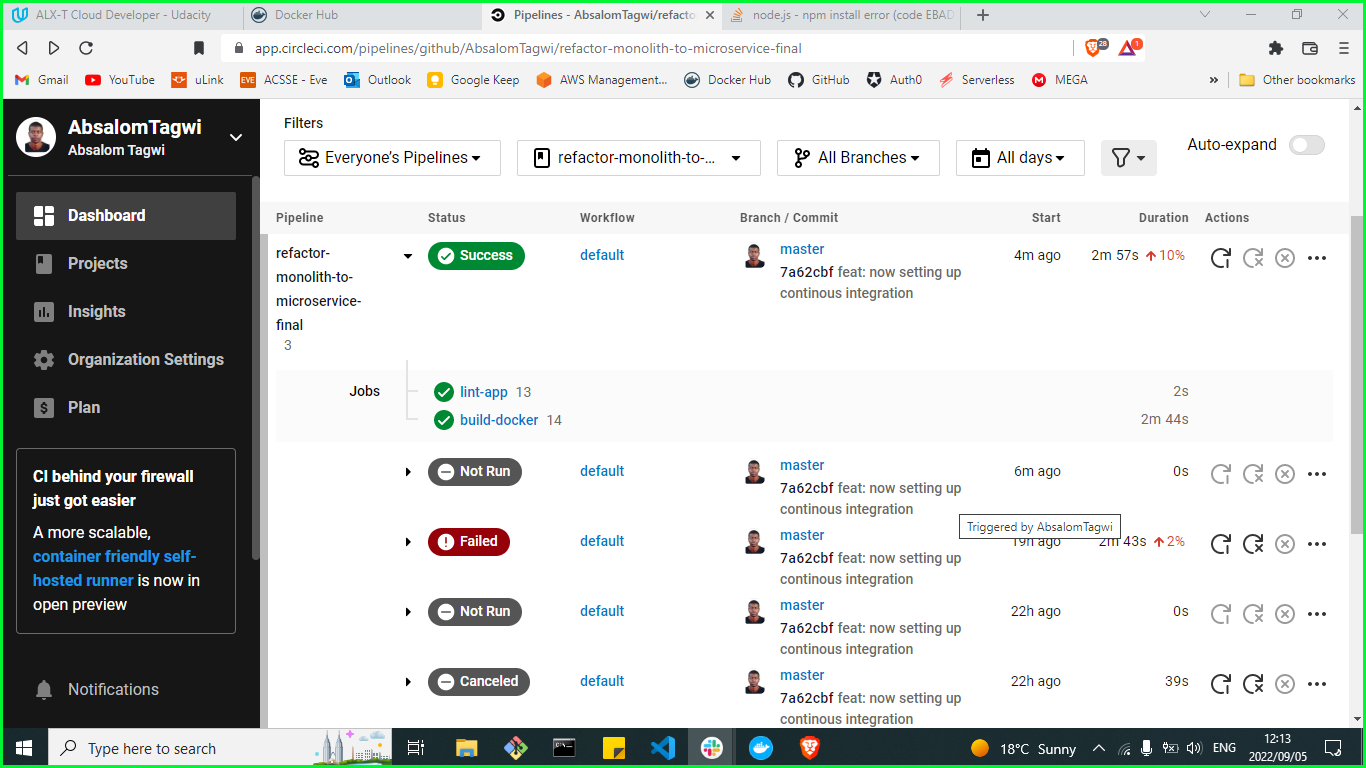 ALX-T Cloud Developer - Udacity
Docker Hub
Pipelines - AbsalomTagwi/refacto
node.js - npm install error (code EBAD
app.circleci.com/pipelines/github/AbsalomTagwi/refactor-monolith-to-microservice-final
28
1
Gmail
YouTube
uLink
EVE
ACSSE - Eve
Outlook
Google Keep
AWS Management...
Docker Hub
GitHub
Auth0
Serverless
MEGA
»
Other bookmarks
AbsalomTagwi
Absalom Tagwi
Dashboard
Projects
Insights
Organization Settings
Plan
CI behind your firewall
just got easier
A more scalable,
container friendly self-
hosted runner is now in
open preview
Notifications
Filters
Everyone's Pipelines
refactor-monolith-to-...
All Branches
All days
Auto-expand
Pipeline Status Workflow Branch / Commit Start Duration Actions
refactor-
monolith-to-
microservice-
final
3
Success default master 4m ago 2m 57s 10%
7a62cbf feat: now setting up
continous integration
Jobs
lint-app 13 2s
build-docker 14 2m 44s
Not Run default master 6m ago 0s
7a62cbf feat: now setting up
continous integration
Triggered by AbsalomTagwi
Failed default master 19h ago 2m 43s 2%
7a62cbf feat: now setting up
continous integration
Not Run default master 22h ago 0s
7a62cbf feat: now setting up
continous integration
Canceled default master 22h ago 39s
7a62cbf feat: now setting up
continous integration
Type here to search
18°C Sunny
ENG
12:13
2022/09/05